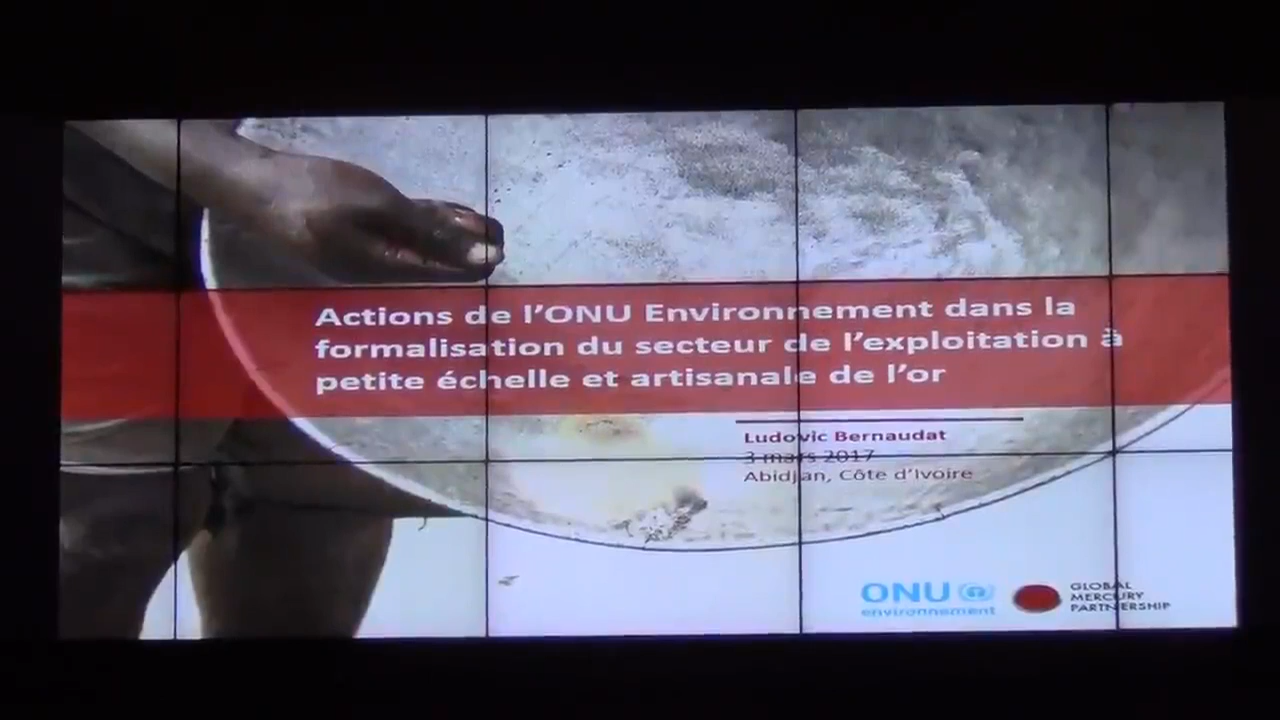 Actions de l'ONU Environnement dans la
formalisation du secteur de l'exploitation à
petite échelle et artisanale de l'or
Ludovic Bernaudat
3 mars 2017
Abidjan, Côte d'Ivoire
ONU
environnement
GLOBAL
MERCURY
PARTNERSHIP